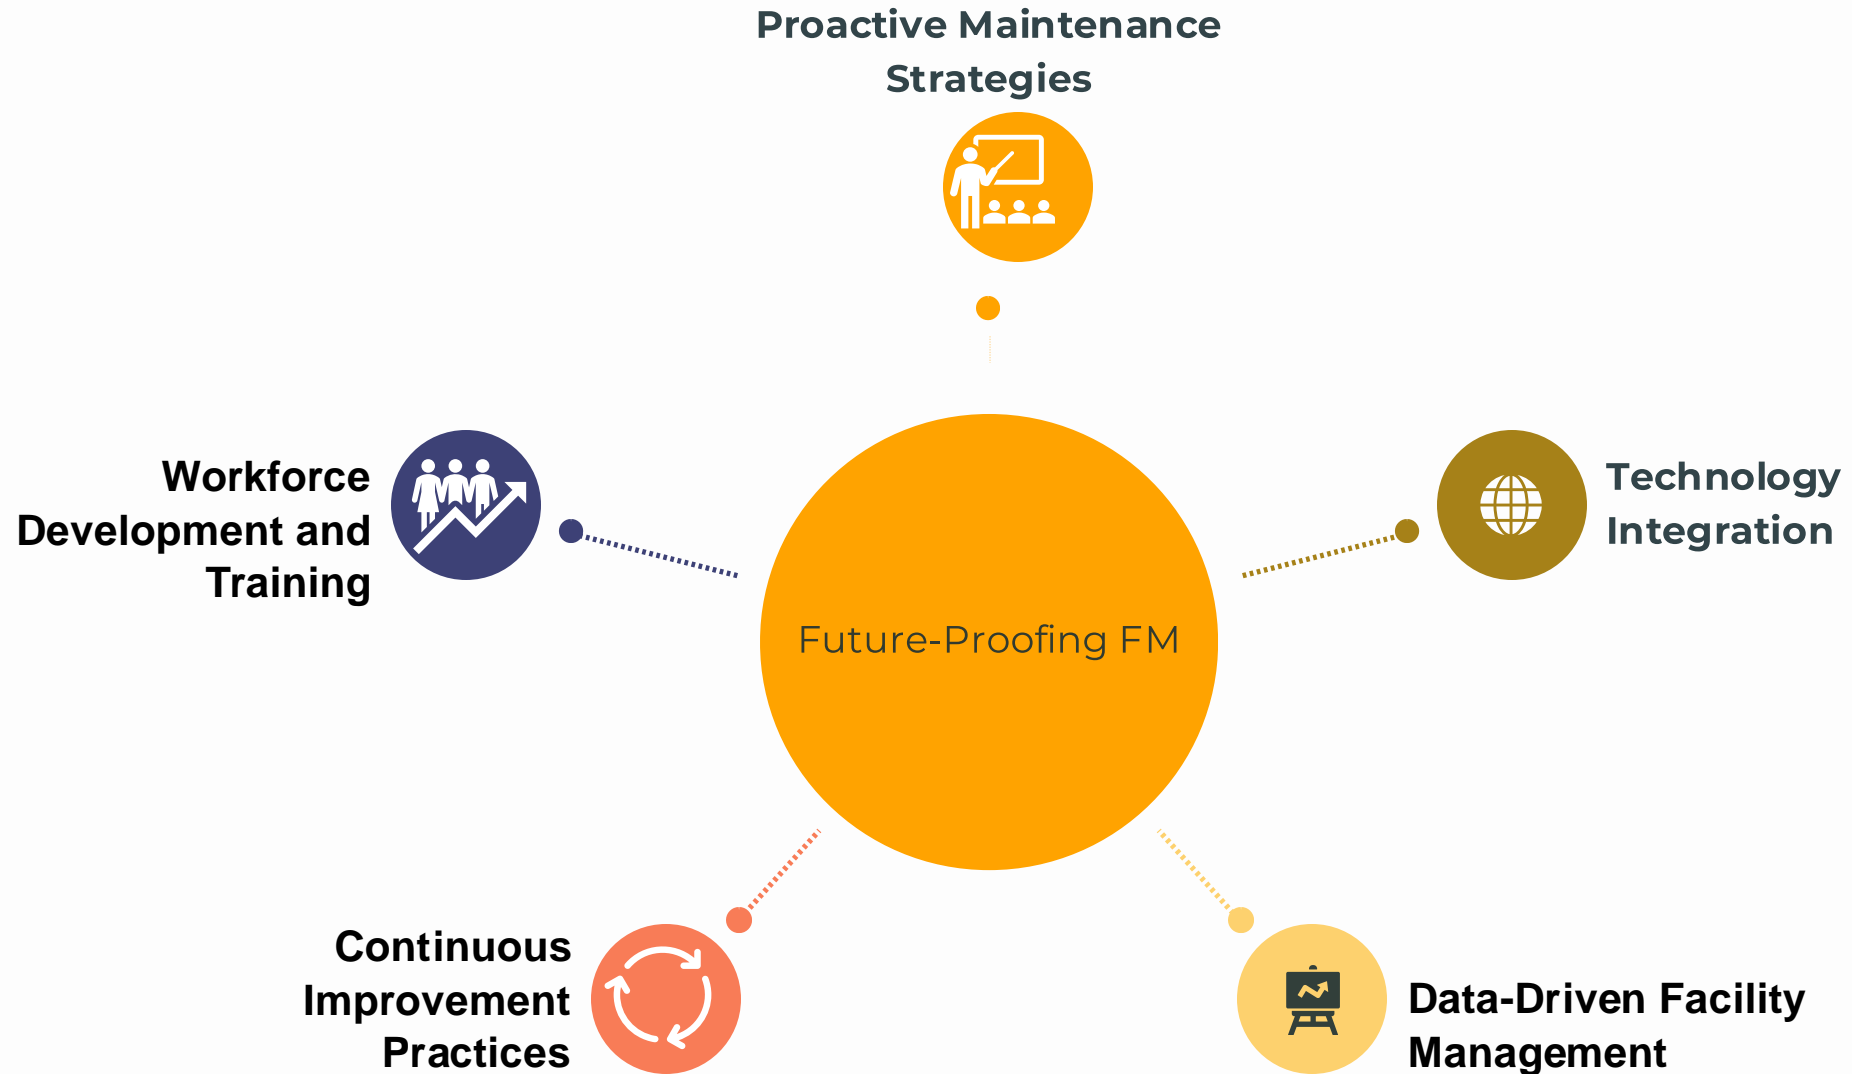 Proactive Maintenance
Strategies
Workforce
Development and
Training
Technology
Integration
Future-Proofing FM
Continuous
Improvement
Practices
Data-Driven Facility
Management